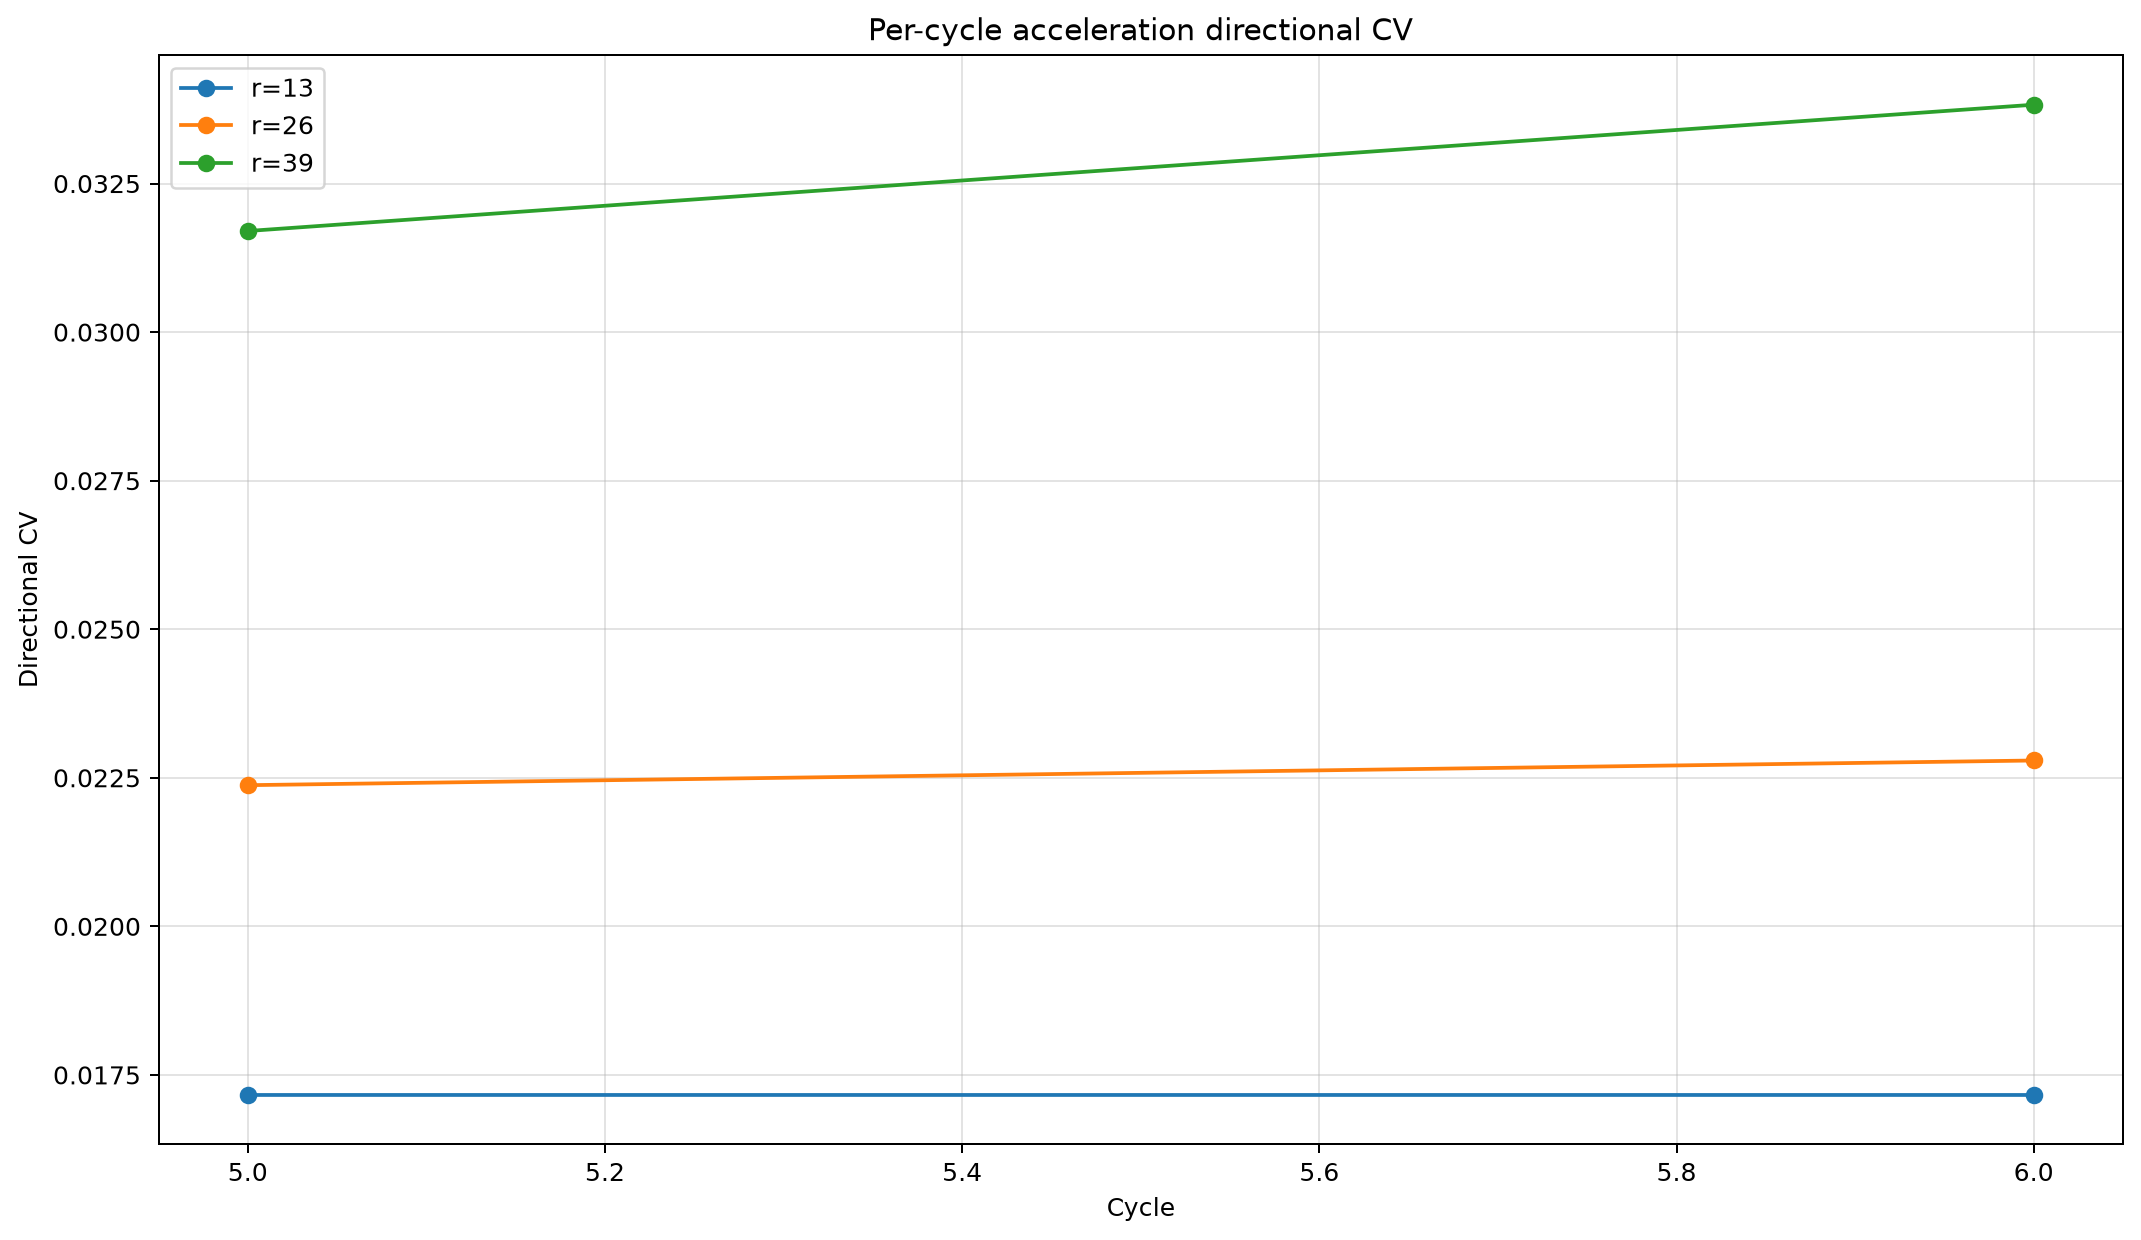 Per-cycle acceleration directional CV
r=13
r=26
r=39
0.0325
0.0300
0.0275
0.0250
0.0225
0.0200
0.0175
Directional CV
5.0 5.2 5.4 5.6 5.8 6.0
Cycle